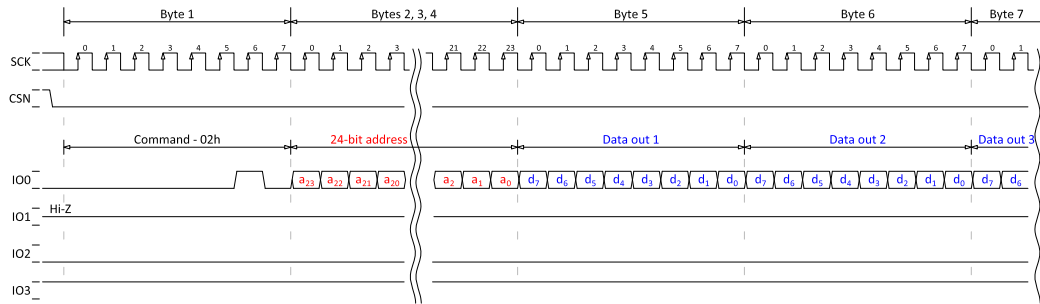 Byte 1 Bytes 2, 3, 4 Byte 5 Byte 6 Byte 7
0 1 2 3 4 5 6 7 0 1 2 3 21 22 23 0 1 2 3 4 5 6 7 0 1 2 3 4 5 6 7 0 1
SCK
CSN
Command - 02h 24-bit address Data out 1 Data out 2 Data out 3
IO0 a₂₃ a₂₂ a₂₁ a₂₀ a₂ a₁ a₀ d₇ d₆ d₅ d₄ d₃ d₂ d₁ d₀ d₇ d₆ d₅ d₄ d₃ d₂ d₁ d₀ d₇ d₆
Hi-Z
IO1
IO2
IO3